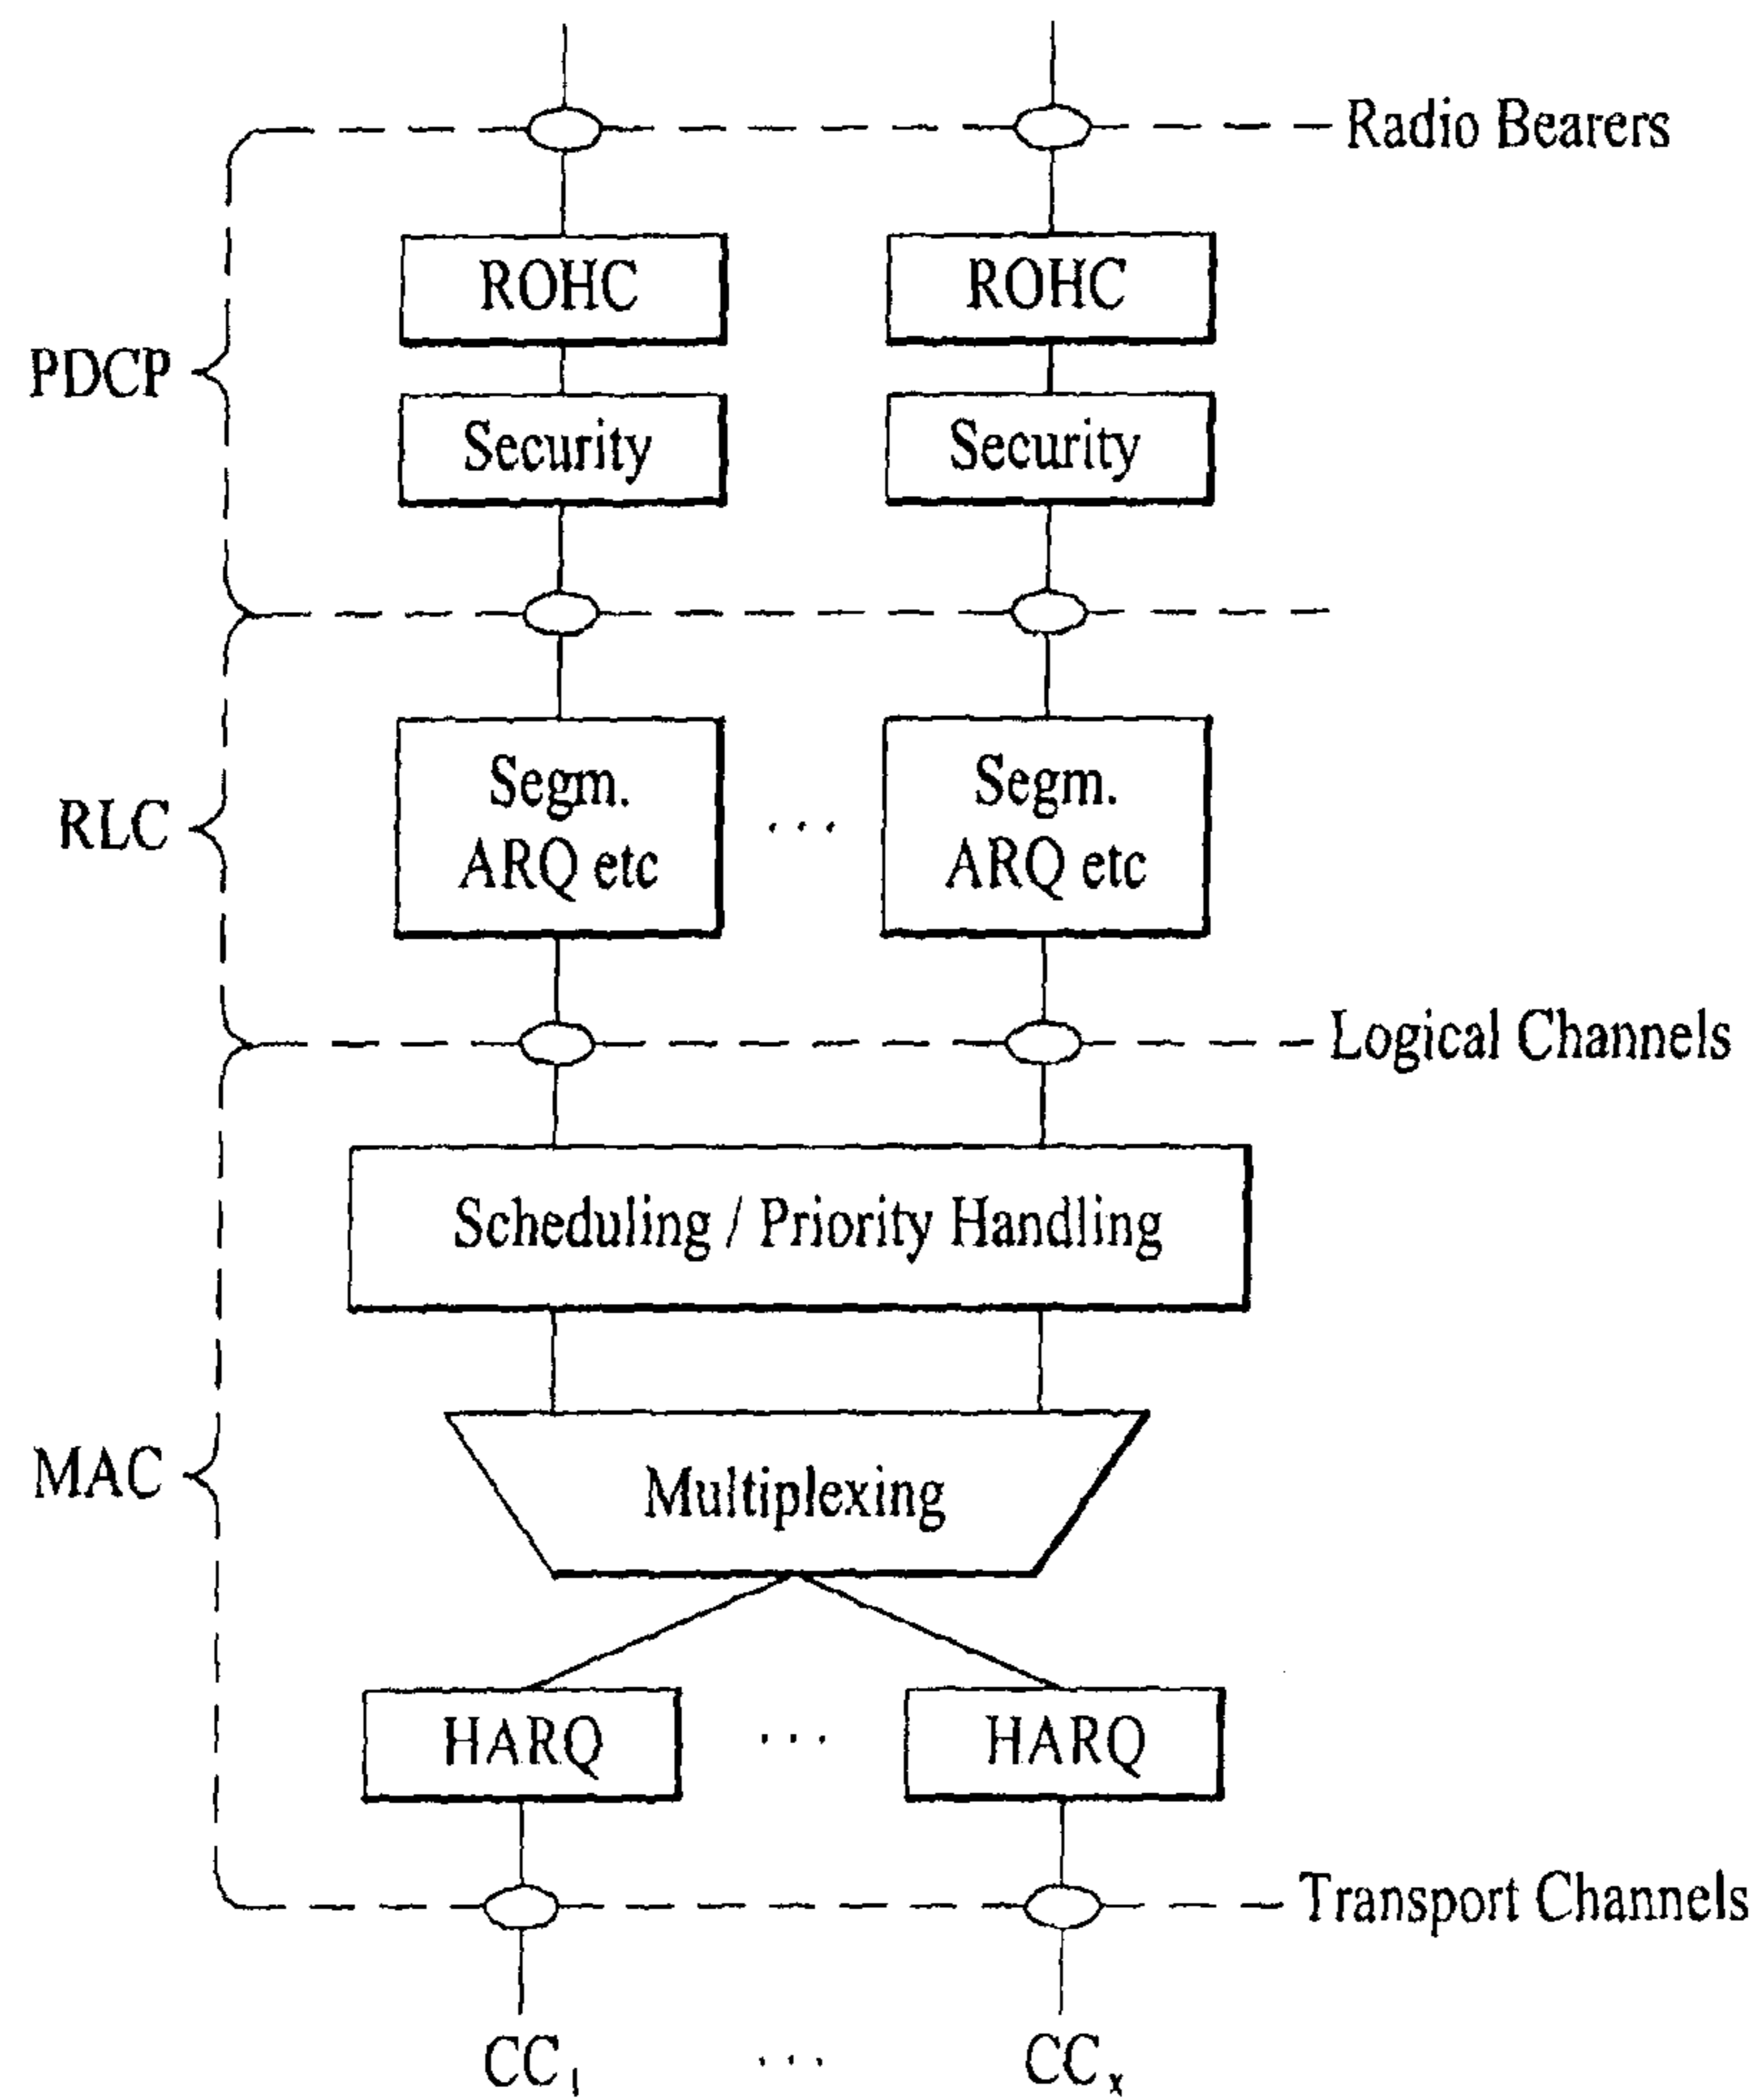 Radio Bearers
ROHC
ROHC
PDCP
Security
Security
Segm.
ARQ etc
...
Segm.
ARQ etc
RLC
Logical Channels
Scheduling / Priority Handling
Multiplexing
MAC
HARQ
...
HARQ
Transport Channels
CC1
...
CCx